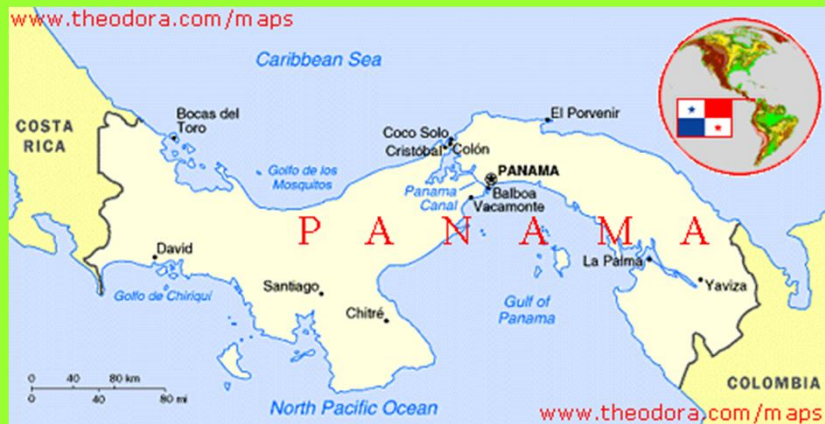 www.theodora.com/maps
Caribbean Sea
COSTA
RICA
Bocas del
Toro
Golfo de los
Mosquitos
Coco Solo
Cristóbal
Colón
El Porvenir
PANAMA
Panama
Canal
Balboa
Vacamonte
PANAMA
David
Golfo de Chiriquí
Santiago
Chitré
La Palma
Yaviza
Gulf of
Panama
0 40 80 km
0 40 80 mi
North Pacific Ocean
COLOMBIA
www.theodora.com/maps